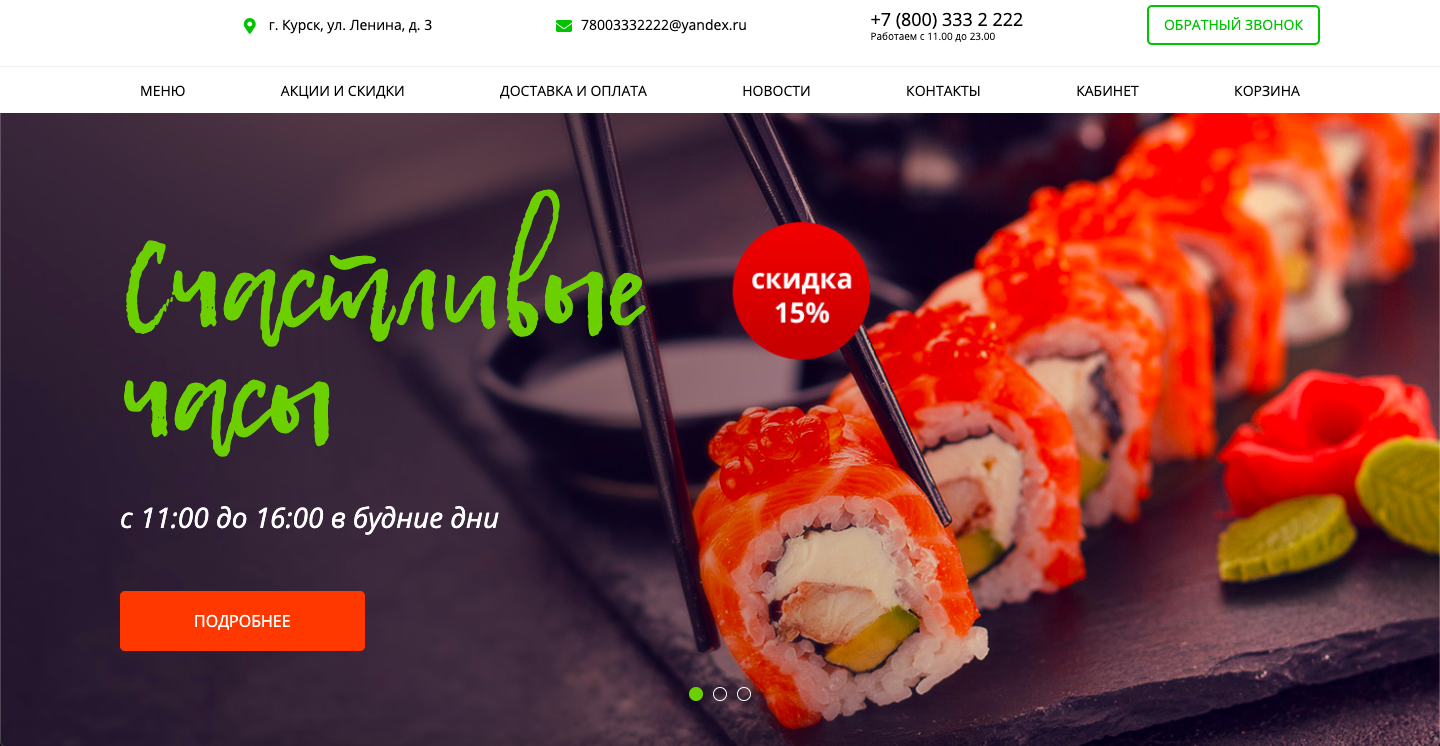 г. Курск, ул. Ленина, д. 3
78003332222@yandex.ru
+7 (800) 333 2 222
Работаем с 11.00 до 23.00
ОБРАТНЫЙ ЗВОНОК
МЕНЮ
АКЦИИ И СКИДКИ
ДОСТАВКА И ОПЛАТА
НОВОСТИ
КОНТАКТЫ
КАБИНЕТ
КОРЗИНА
Счастливые
часы
скидка
15%
с 11:00 до 16:00 в будние дни
ПОДРОБНЕЕ